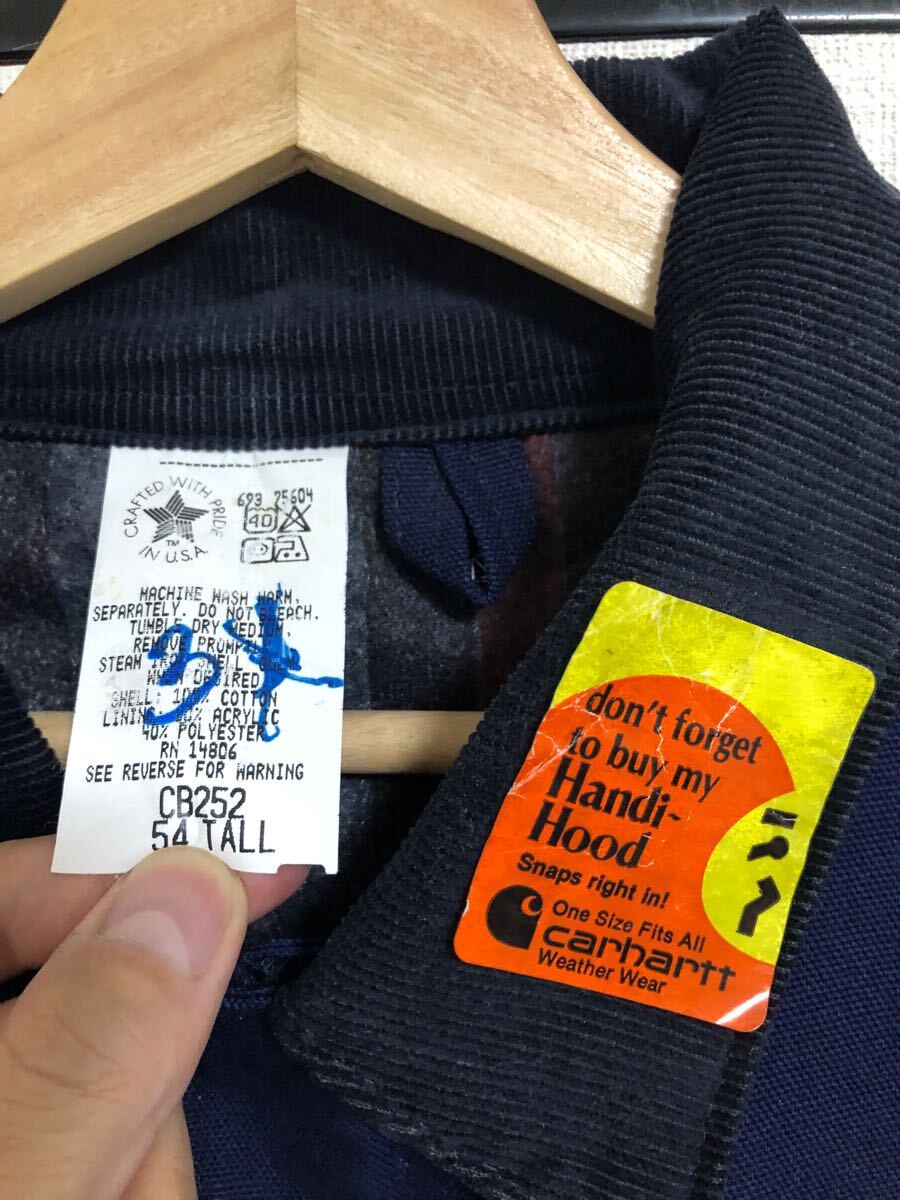 CRAFTED WITH PRIDE
IN U.S.A.
TM
693 75604
40
MACHINE WASH WARM,
SEPARATELY. DO NOT BLEACH.
TUMBLE DRY MEDIUM,
REMOVE PROMPTLY
STEAM IRON SHELL ONLY
WHEN DESIRED
SHELL: 100% COTTON
LINING: 60% ACRYLIC
40% POLYESTER
RN 14806
SEE REVERSE FOR WARNING
CB252
54 TALL
don't forget
to buy my
Handi-
Hood
Snaps right in!
One Size Fits All
carhartt
Weather Wear